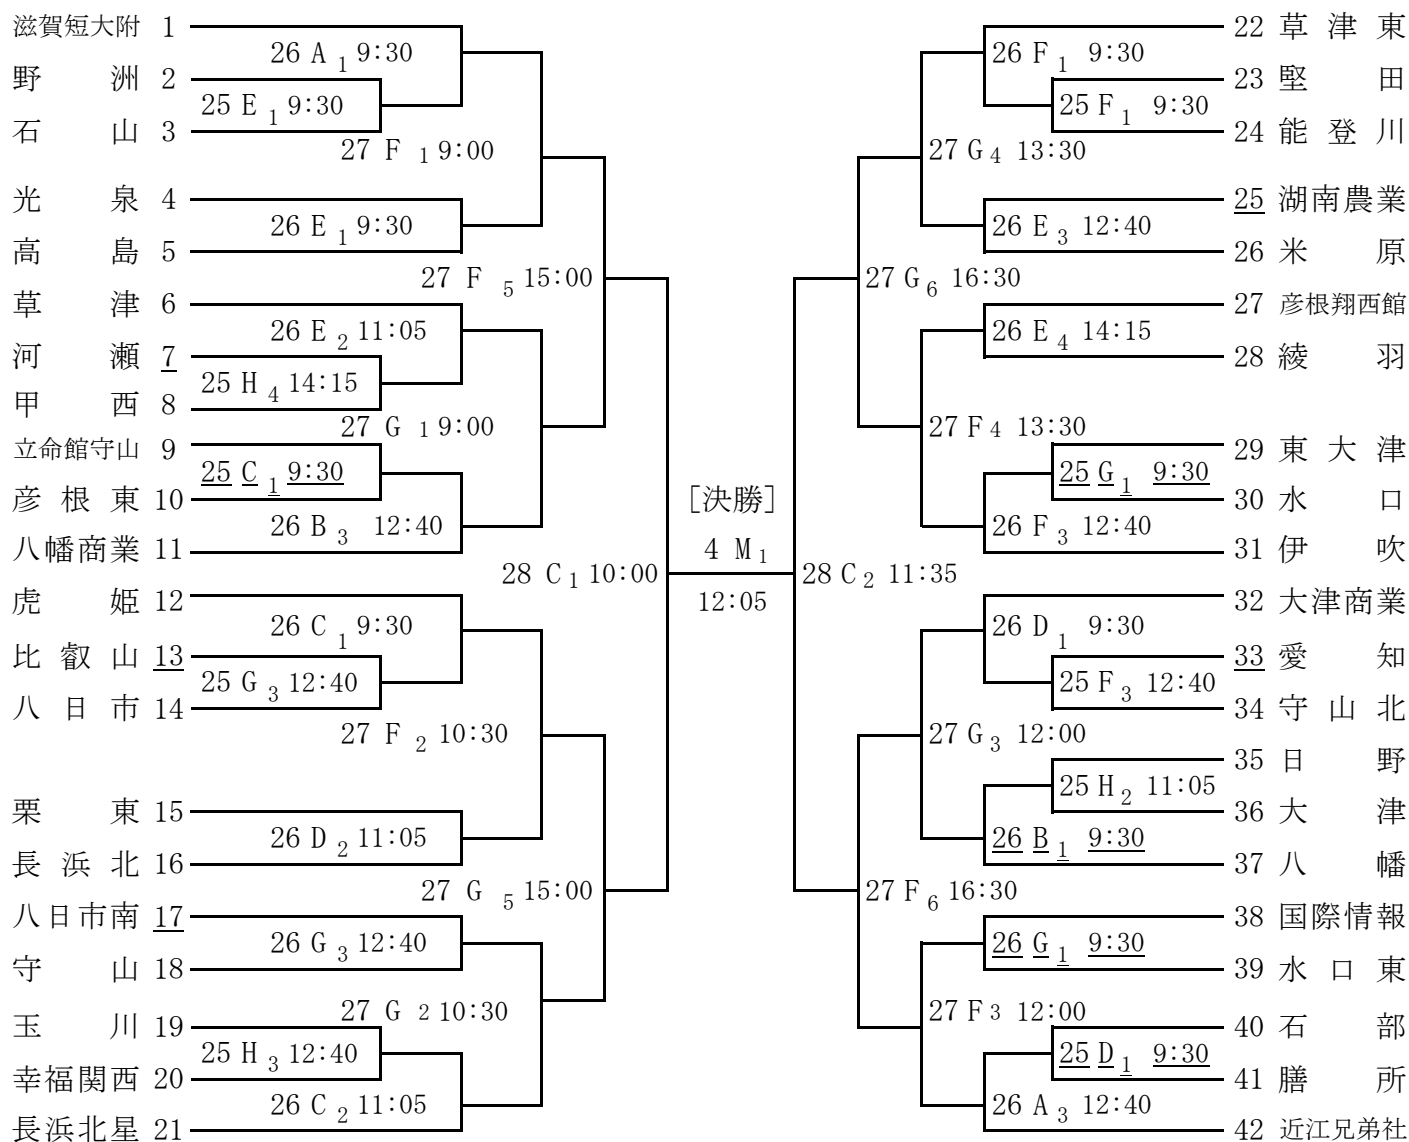 滋賀短大附 1
26 A 1 9:30
野洲 2
25 E 1 9:30
石山 3
27 F 1 9:00
光泉 4
26 E 1 9:30
高島 5
27 F 5 15:00
草津 6
26 E 2 11:05
河瀬 7
25 H 4 14:15
甲西 8
27 G 1 9:00
立命館守山 9
25 C 1 9:30
彦根東 10
26 B 3 12:40
八幡商業 11
28 C 1 10:00
虎姫 12
26 C 1 9:30
比叡山 13
25 G 3 12:40
八日市 14
27 F 2 10:30
栗東 15
26 D 2 11:05
長浜北 16
27 G 5 15:00
八日市南 17
26 G 3 12:40
守山 18
27 G 2 10:30
玉川 19
25 H 3 12:40
幸福関西 20
26 C 2 11:05
長浜北星 21
[決勝]
4 M 1
12:05
22 草津東
26 F 1 9:30
23 堅田
25 F 1 9:30
24 能登川
27 G 4 13:30
25 湖南農業
26 E 3 12:40
26 米原
27 G 6 16:30
27 彦根翔西館
26 E 4 14:15
28 綾羽
27 F 4 13:30
29 東大津
25 G 1 9:30
30 水口
26 F 3 12:40
31 伊吹
28 C 2 11:35
32 大津商業
26 D 1 9:30
33 愛知
25 F 3 12:40
34 守山北
27 G 3 12:00
35 日野
25 H 2 11:05
36 大津
26 B 1 9:30
37 八幡
27 F 6 16:30
38 国際情報
26 G 1 9:30
39 水口東
27 F 3 12:00
40 石部
25 D 1 9:30
41 膳所
26 A 3 12:40
42 近江兄弟社